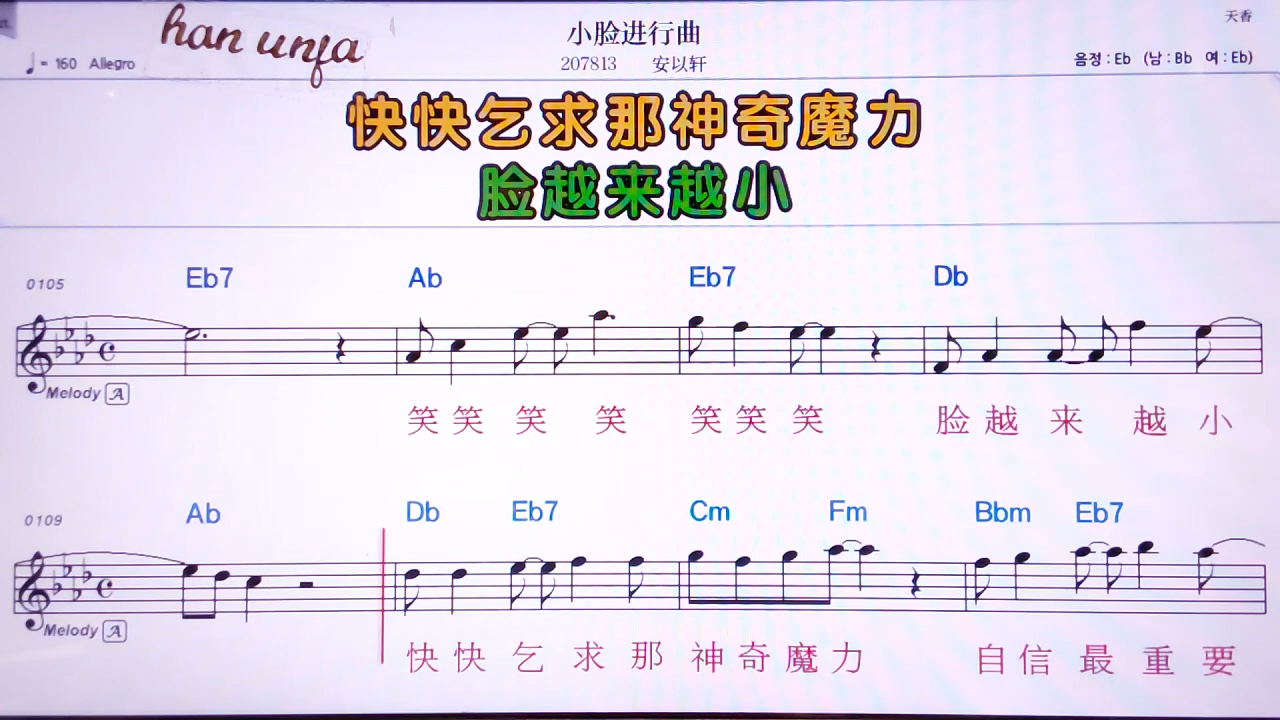 han unfa
小脸进行曲
天香
♩= 160 Allegro
207813 安以轩
음정 : Eb (남 : Bb 여 : Eb)
快快乞求那神奇魔力
脸越来越小
0105 Eb7 Ab Eb7 Db
Melody A
笑 笑 笑 笑 笑 笑 笑 脸 越 来 越 小
0109 Ab Db Eb7 Cm Fm Bbm Eb7
Melody A
快 快 乞 求 那 神 奇 魔 力 自 信 最 重 要